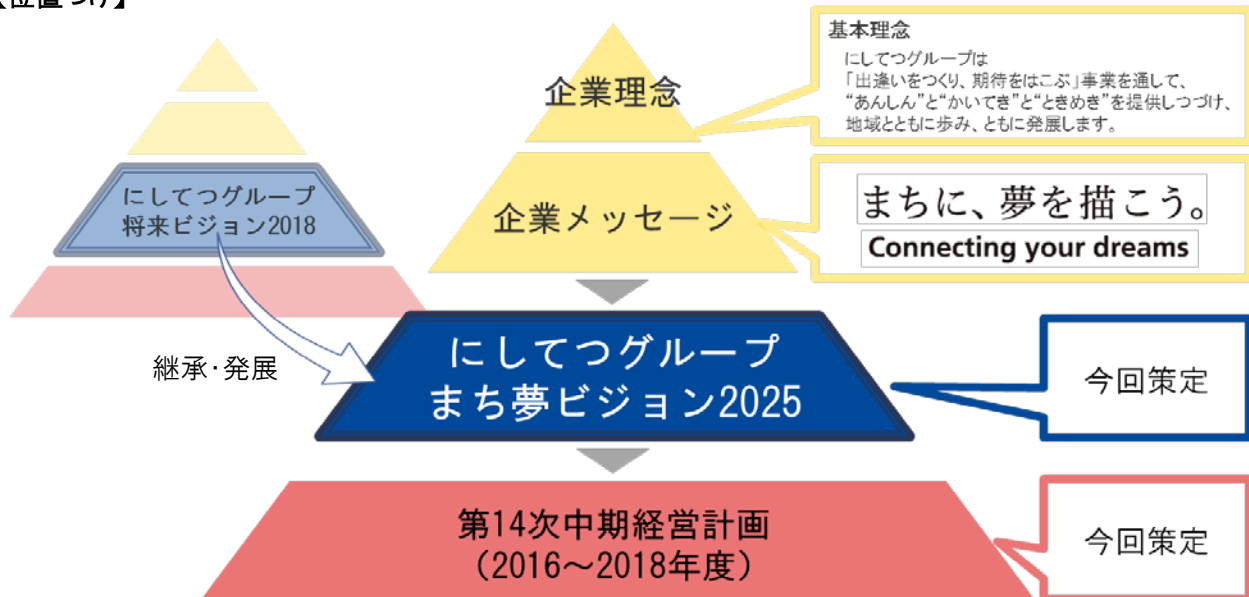 【位置づけ】
企業理念
基本理念
にしてつグループは
「出逢いをつくり、期待をはこぶ」事業を通して、
“あんしん”と“かいてき”と“ときめき”を提供しつづけ、
地域とともに歩み、ともに発展します。
にしてつグループ
将来ビジョン2018
企業メッセージ
まちに、夢を描こう。
Connecting your dreams
継承・発展
にしてつグループ
まち夢ビジョン2025
今回策定
第14次中期経営計画
（2016～2018年度）
今回策定